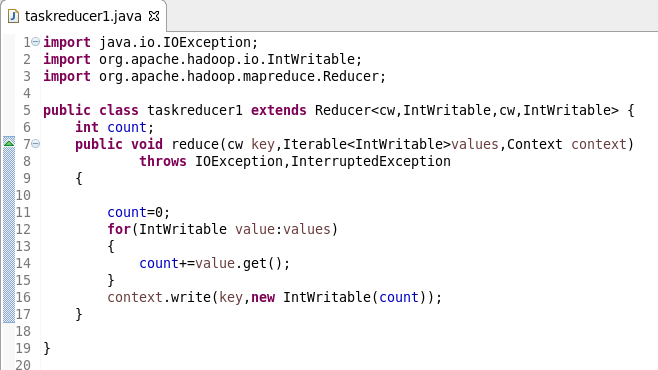 taskreducer1.java
1 import java.io.IOException;
2 import org.apache.hadoop.io.IntWritable;
3 import org.apache.hadoop.mapreduce.Reducer;
4
5 public class taskreducer1 extends Reducer<cw,IntWritable,cw,IntWritable> {
6     int count;
7     public void reduce(cw key,Iterable<IntWritable>values,Context context)
8             throws IOException,InterruptedException
9     {
10
11         count=0;
12         for(IntWritable value:values)
13         {
14             count+=value.get();
15         }
16         context.write(key,new IntWritable(count));
17     }
18
19 }
20